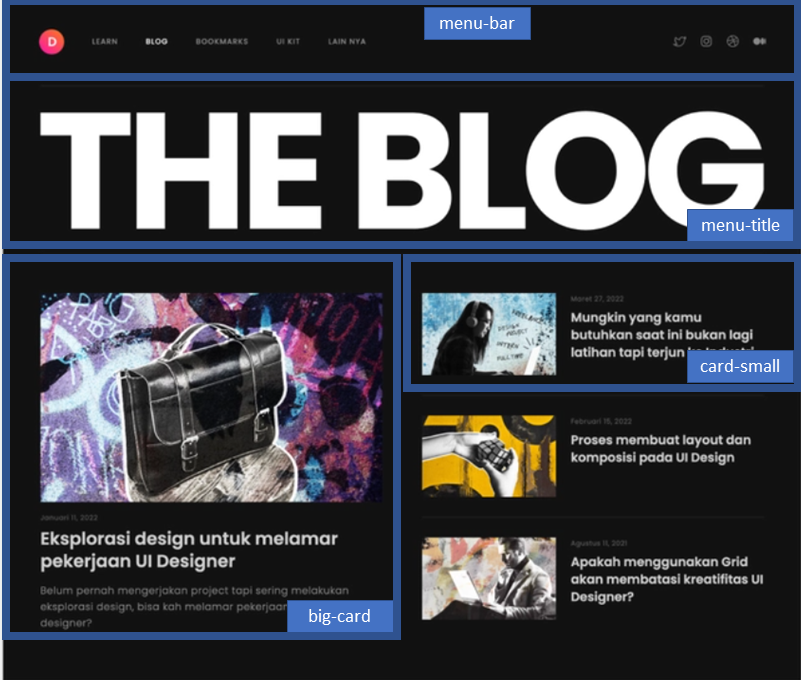 menu-bar
D
LEARN
BLOG
BOOKMARKS
UI KIT
LAIN NYA
THE BLOG
menu-title
Januari 11, 2022
Eksplorasi design untuk melamar
pekerjaan UI Designer
Belum pernah mengerjakan project tapi sering melakukan
eksplorasi design, bisa kah melamar pekerjaan
designer?
big-card
Maret 27, 2022
Mungkin yang kamu
butuhkan saat ini bukan lagi
latihan tapi terjun
card-small
Februari 15, 2022
Proses membuat layout dan
komposisi pada UI Design
Agustus 11, 2021
Apakah menggunakan Grid
akan membatasi kreatifitas UI
Designer?